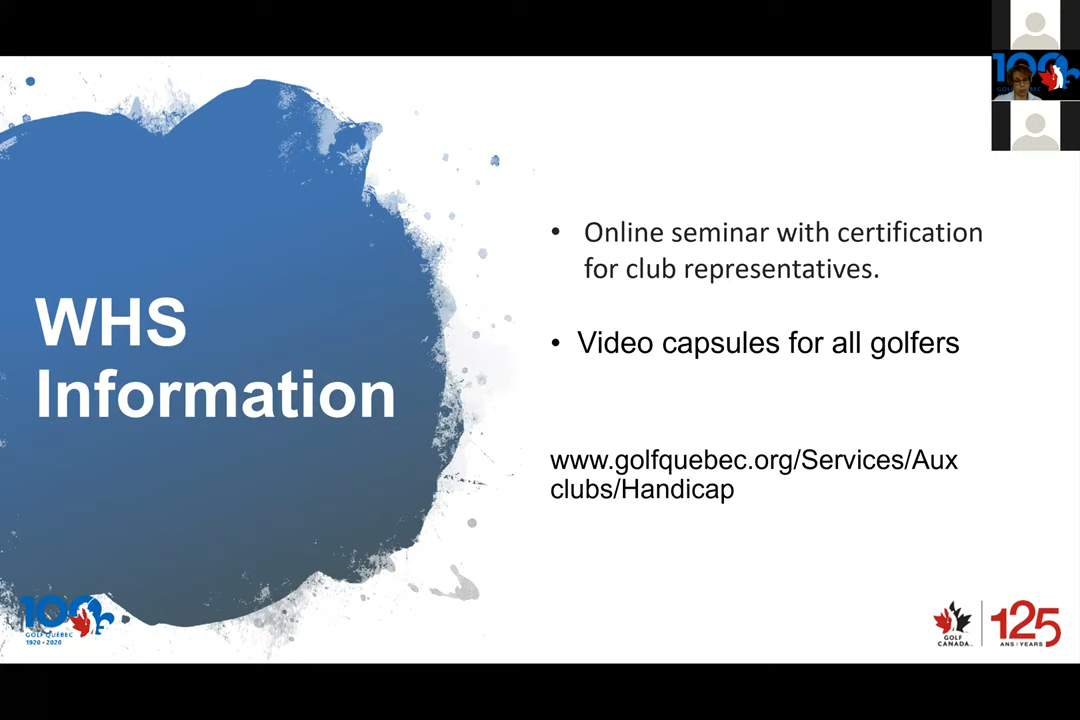 WHS
Information
• Online seminar with certification
for club representatives.
• Video capsules for all golfers
www.golfquebec.org/Services/Aux
clubs/Handicap
100
GOLF QUÉBEC
1920 • 2020
GOLF
CANADA
125
ANS | YEARS
100